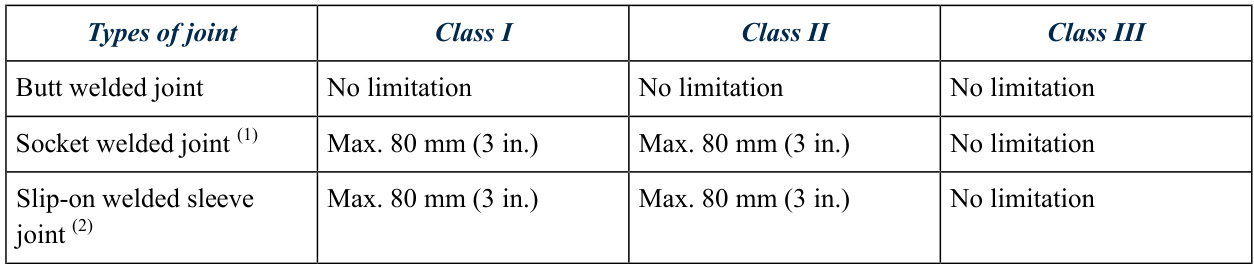 Types of joint Class I Class II Class III
Butt welded joint No limitation No limitation No limitation
Socket welded joint (1) Max. 80 mm (3 in.) Max. 80 mm (3 in.) No limitation
Slip-on welded sleeve Max. 80 mm (3 in.) Max. 80 mm (3 in.) No limitation
joint (2)